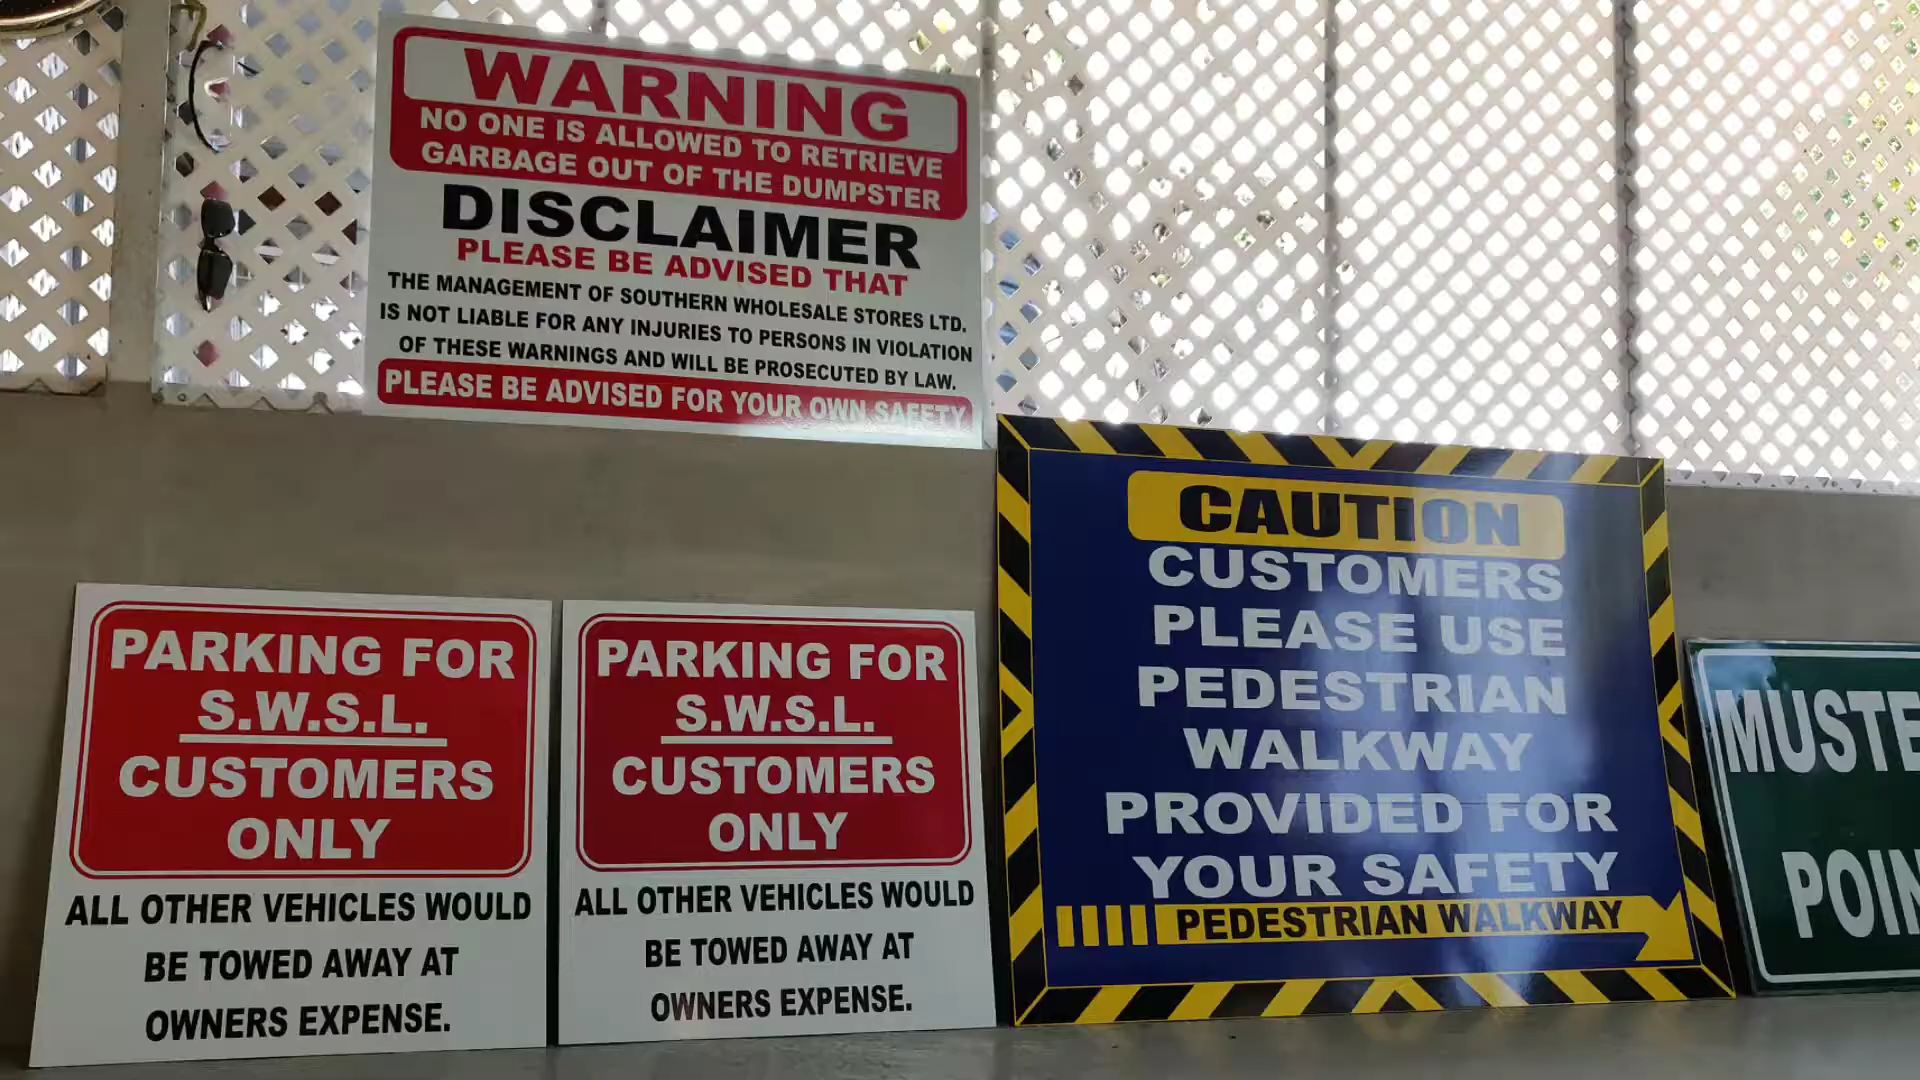 WARNING
NO ONE IS ALLOWED TO RETRIEVE
GARBAGE OUT OF THE DUMPSTER
DISCLAIMER
PLEASE BE ADVISED THAT
THE MANAGEMENT OF SOUTHERN WHOLESALE STORES LTD.
IS NOT LIABLE FOR ANY INJURIES TO PERSONS IN VIOLATION
OF THESE WARNINGS AND WILL BE PROSECUTED BY LAW.
PLEASE BE ADVISED FOR YOUR OWN SAFETY
PARKING FOR
S.W.S.L.
CUSTOMERS
ONLY
ALL OTHER VEHICLES WOULD
BE TOWED AWAY AT
OWNERS EXPENSE.
PARKING FOR
S.W.S.L.
CUSTOMERS
ONLY
ALL OTHER VEHICLES WOULD
BE TOWED AWAY AT
OWNERS EXPENSE.
CAUTION
CUSTOMERS
PLEASE USE
PEDESTRIAN
WALKWAY
PROVIDED FOR
YOUR SAFETY
PEDESTRIAN WALKWAY
MUSTE
POIN